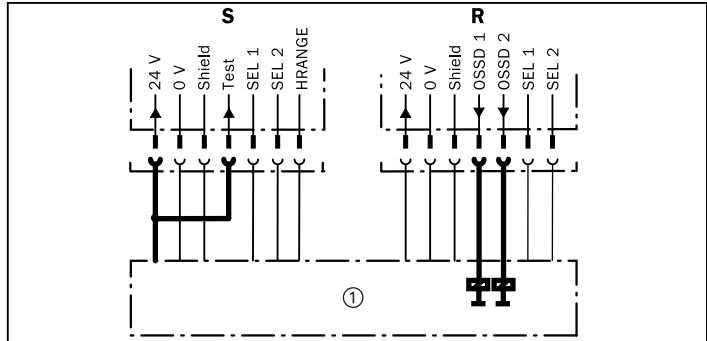 S
R
24 V
0 V
Shield
Test
SEL 1
SEL 2
HRANGE
24 V
0 V
Shield
OSSD 1
OSSD 2
SEL 1
SEL 2
①